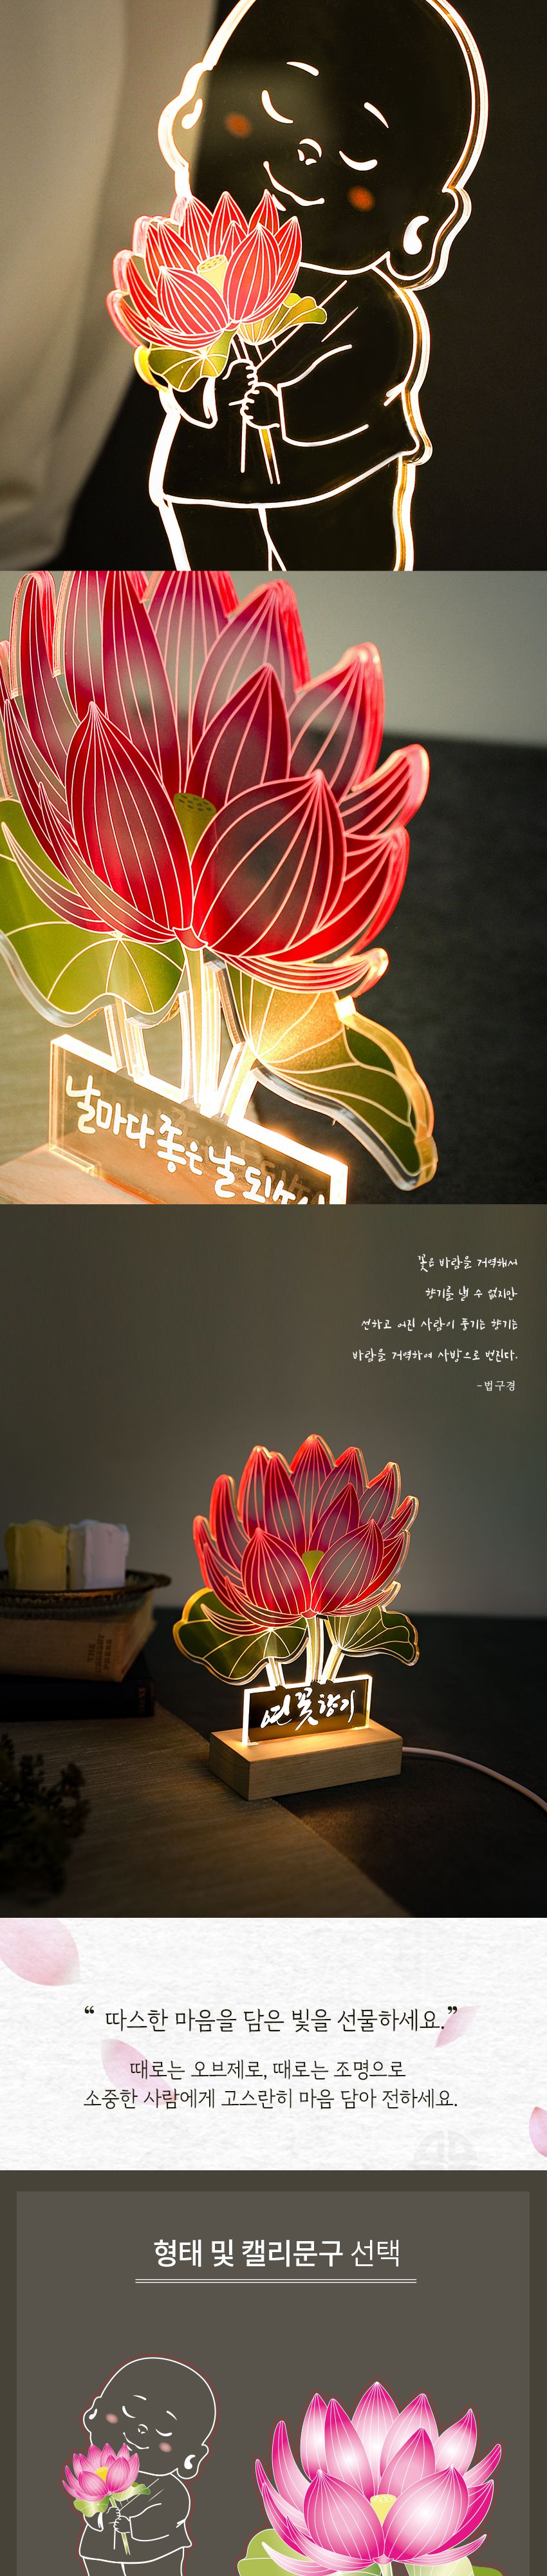 날마다 좋은날 되소서
꽃은 바람을 거역해서
향기를 낼 수 없지만
선하고 어진 사람이 풍기는 향기는
바람을 거역하여 사방으로 번진다.
-법구경
연꽃향기
“ 따스한 마음을 담은 빛을 선물하세요.”
때로는 오브제로, 때로는 조명으로
소중한 사람에게 고스란히 마음 담아 전하세요.
형태 및 캘리문구 선택